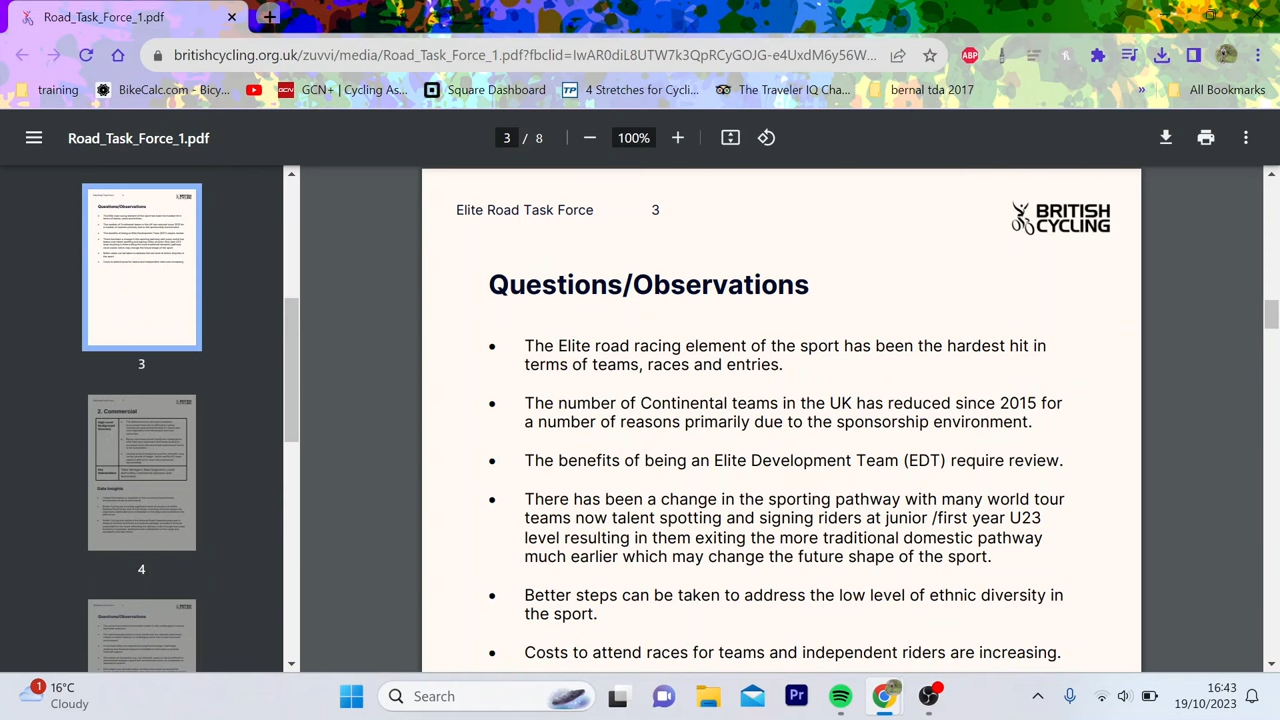 Road_Task_Force_1.pdf
britishcycling.org.uk/zuvvi/media/Road_Task_Force_1.pdf?fbclid=IwAR0diL8UTW7k3QpRCyGOJG-e4UxdM6y56W...
training
BikeCalc.com - Bicy...
GCN+ | Cycling As...
Square Dashboard
4 Stretches for Cycli...
The Traveler IQ Cha...
bernal tda 2017
»
All Bookmarks
Road_Task_Force_1.pdf
3 / 8
100%
3
2. Commercial
4
Elite Road Task Force 3
BRITISH
CYCLING
Questions/Observations
• The Elite road racing element of the sport has been the hardest hit in
terms of teams, races and entries.
• The number of Continental teams in the UK has reduced since 2015 for
a number of reasons primarily due to the sponsorship environment.
• The benefits of being an Elite Development Team (EDT) require review.
• There has been a change in the sporting pathway with many world tour
teams now talent spotting and signing riders at junior /first year U23
level resulting in them exiting the more traditional domestic pathway
much earlier which may change the future shape of the sport.
• Better steps can be taken to address the low level of ethnic diversity in
the sport.
• Costs to attend races for teams and independent riders are increasing.
1
16°C
Cloudy
Search
Pr
16:43
19/10/2023